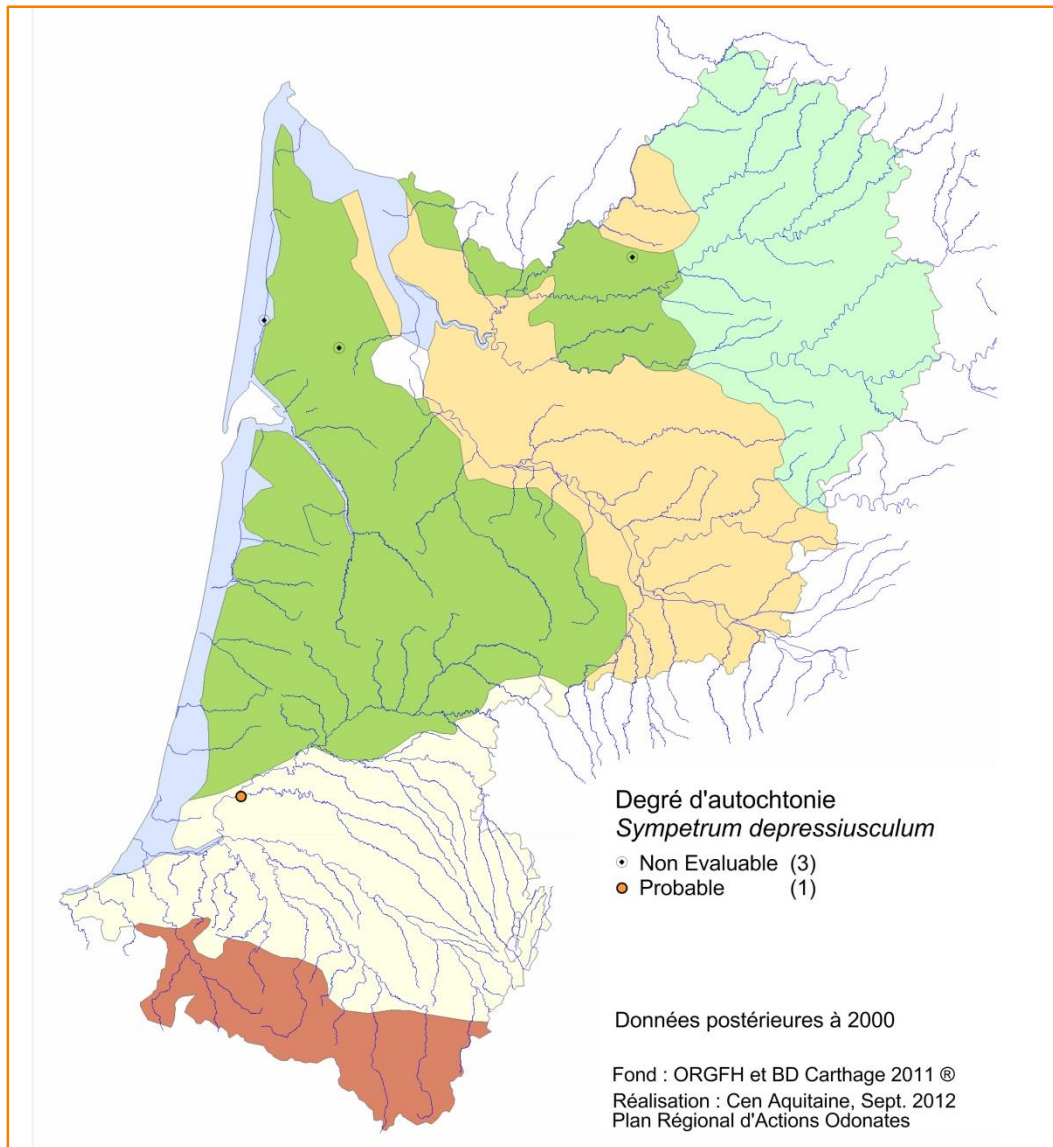 Degré d'autochtonie
Sympetrum depressiusculum
Non Evaluable (3)
Probable (1)
Données postérieures à 2000
Fond : ORGFH et BD Carthage 2011 ®
Réalisation : Cen Aquitaine, Sept. 2012
Plan Régional d'Actions Odonates